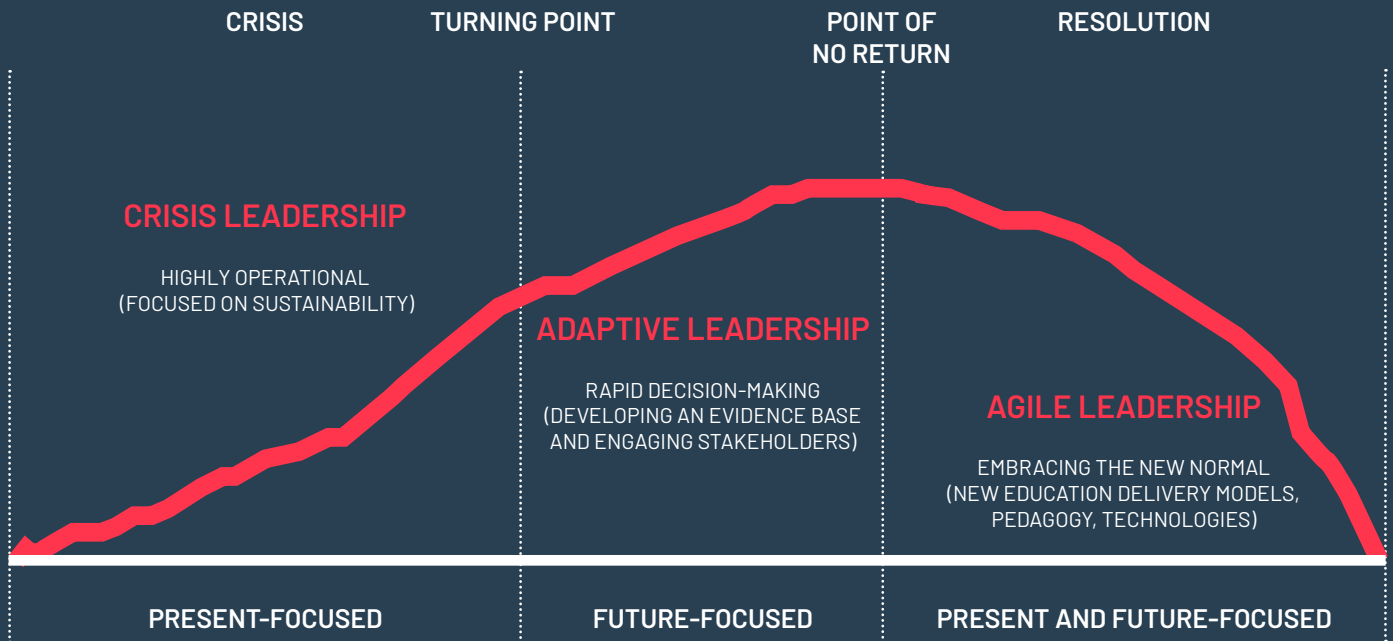 CRISIS
TURNING POINT
POINT OF
NO RETURN
RESOLUTION
CRISIS LEADERSHIP
HIGHLY OPERATIONAL
(FOCUSED ON SUSTAINABILITY)
ADAPTIVE LEADERSHIP
RAPID DECISION-MAKING
(DEVELOPING AN EVIDENCE BASE
AND ENGAGING STAKEHOLDERS)
AGILE LEADERSHIP
EMBRACING THE NEW NORMAL
(NEW EDUCATION DELIVERY MODELS,
PEDAGOGY, TECHNOLOGIES)
PRESENT-FOCUSED
FUTURE-FOCUSED
PRESENT AND FUTURE-FOCUSED